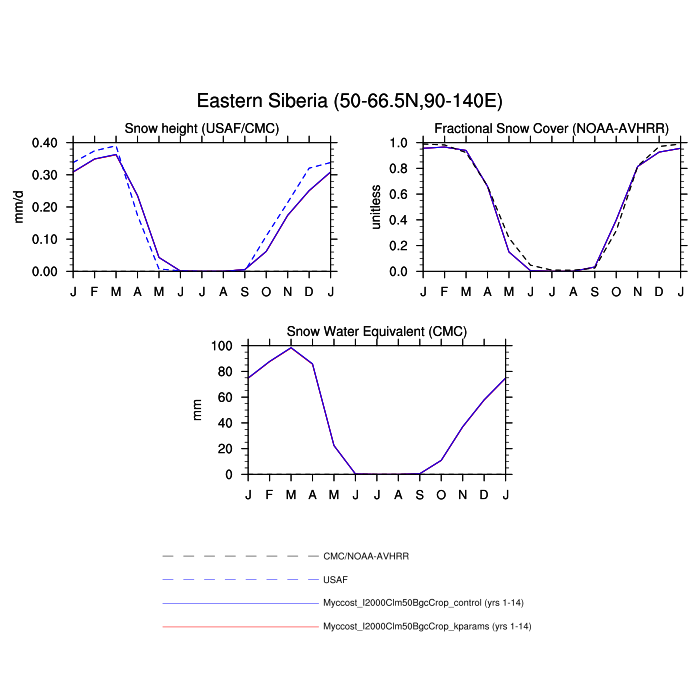 Eastern Siberia (50-66.5N,90-140E)
Snow height (USAF/CMC)
mm/d
0.40
0.30
0.20
0.10
0.00
J F M A M J J A S O N D J
Fractional Snow Cover (NOAA-AVHRR)
unitless
1.0
0.8
0.6
0.4
0.2
0.0
J F M A M J J A S O N D J
Snow Water Equivalent (CMC)
mm
100
80
60
40
20
0
J F M A M J J A S O N D J
CMC/NOAA-AVHRR
USAF
Myccost_I2000Clm50BgcCrop_control (yrs 1-14)
Myccost_I2000Clm50BgcCrop_kparams (yrs 1-14)